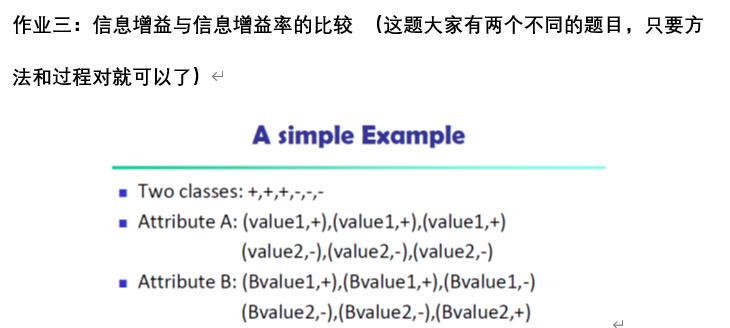 作业三：信息增益与信息增益率的比较 （这题大家有两个不同的题目，只要方
法和过程对就可以了）
A simple Example
Two classes: +,+,+,-,-,-
Attribute A: (value1,+),(value1,+),(value1,+)
(value2,-),(value2,-),(value2,-)
Attribute B: (Bvalue1,+),(Bvalue1,+),(Bvalue1,-)
(Bvalue2,-),(Bvalue2,-),(Bvalue2,+)